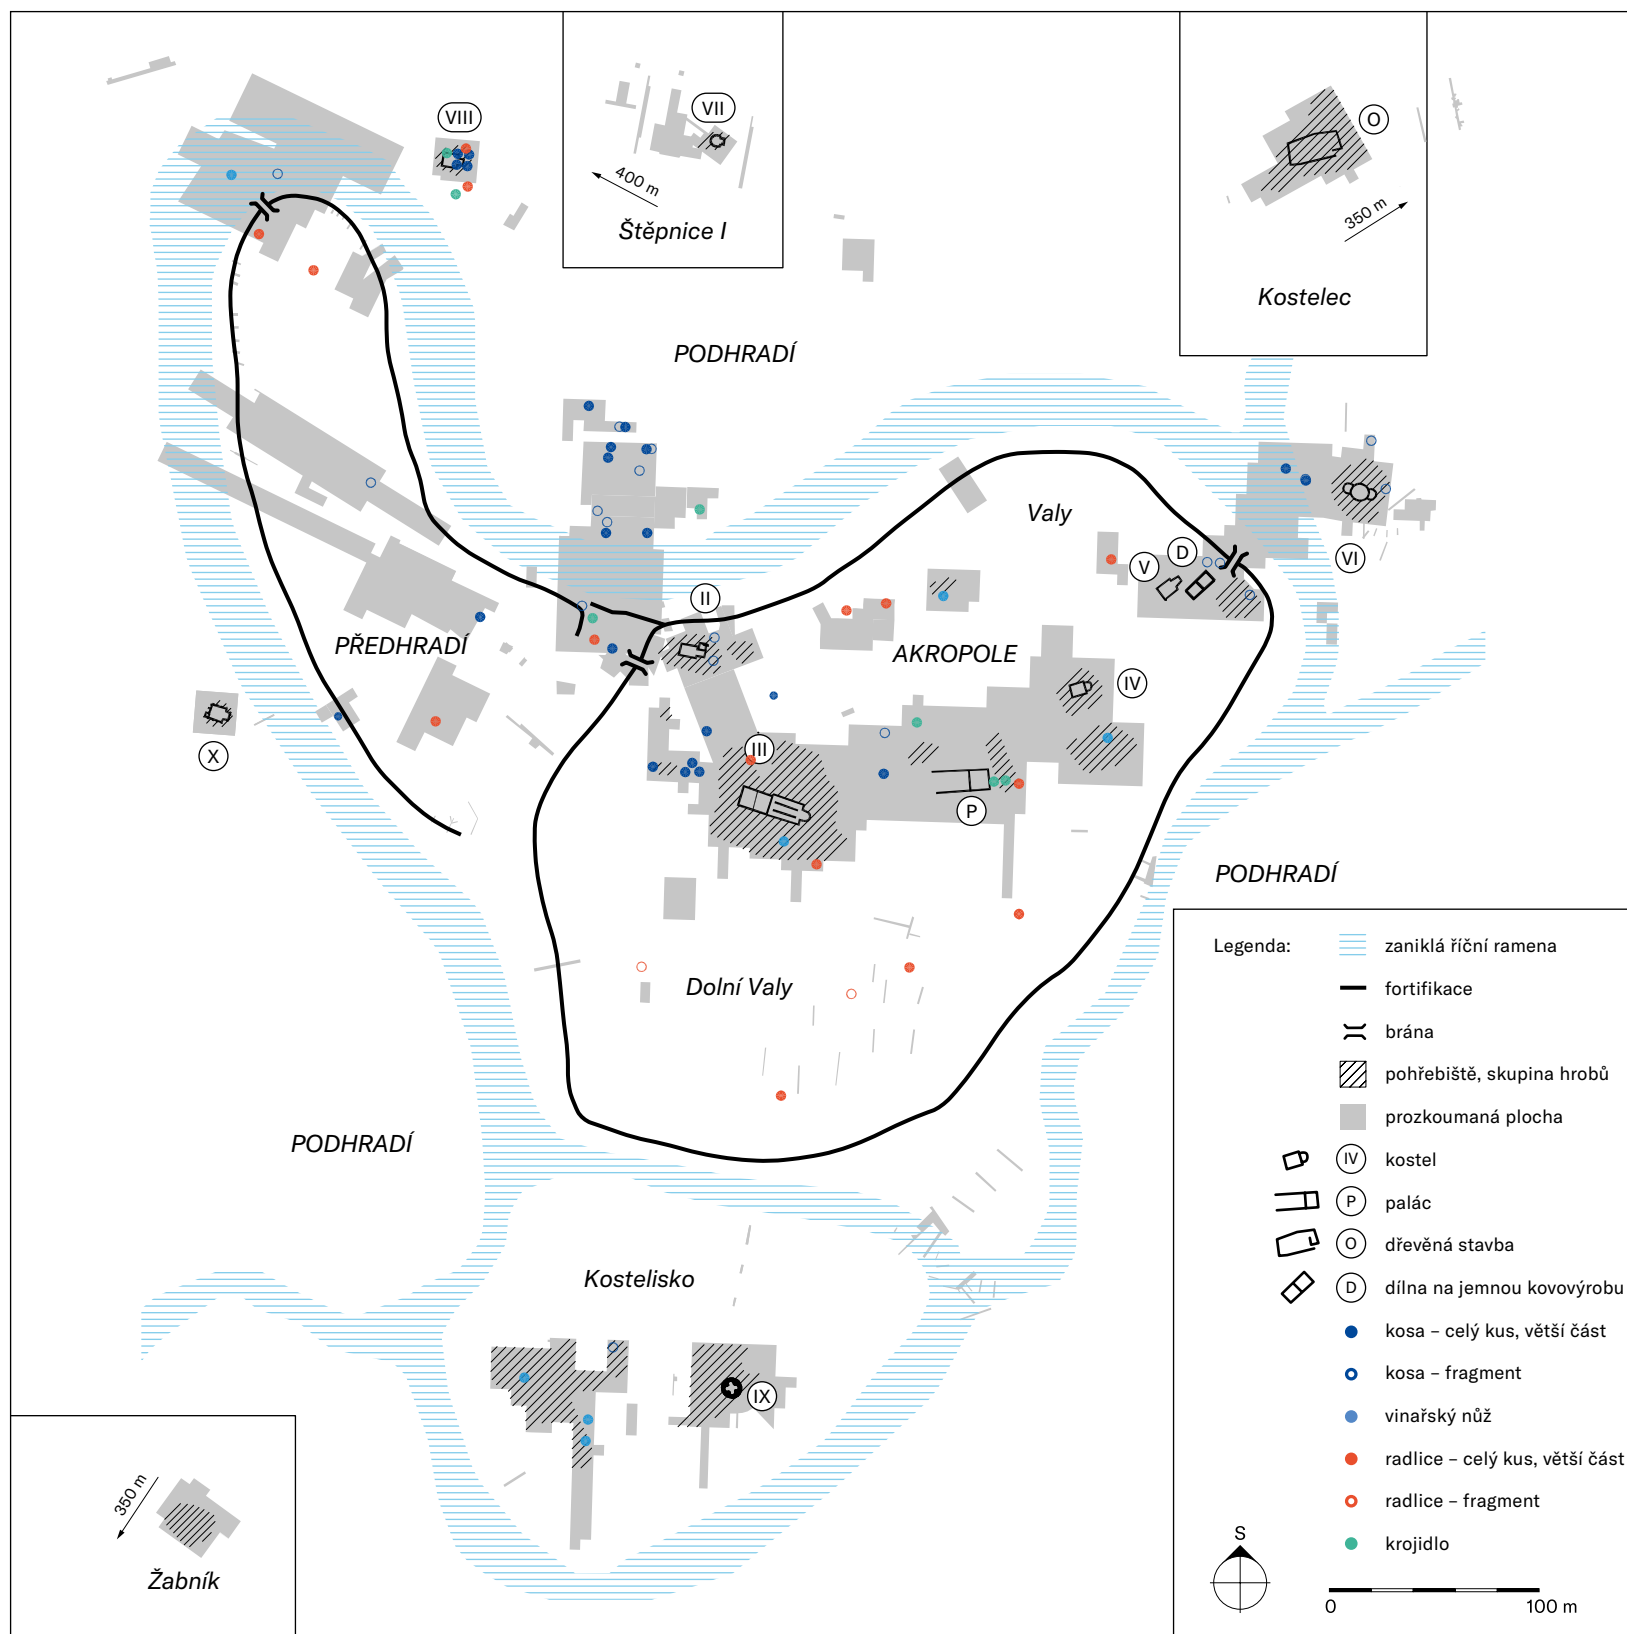 VIII
VII
O
400 m
Štěpnice I
350 m
Kostelec
PODHRADÍ
Valy
D
V
VI
II
PŘEDHRADÍ
AKROPOLE
IV
X
III
P
PODHRADÍ
Dolní Valy
PODHRADÍ
Kostelisko
IX
350 m
Žabník
Legenda:
zaniklá říční ramena
fortifikace
brána
pohřebiště, skupina hrobů
prozkoumaná plocha
IV kostel
P palác
O dřevěná stavba
D dílna na jemnou kovovýrobu
kosa – celý kus, větší část
kosa – fragment
vinařský nůž
radlice – celý kus, větší část
radlice – fragment
krojidlo
S
0 100 m